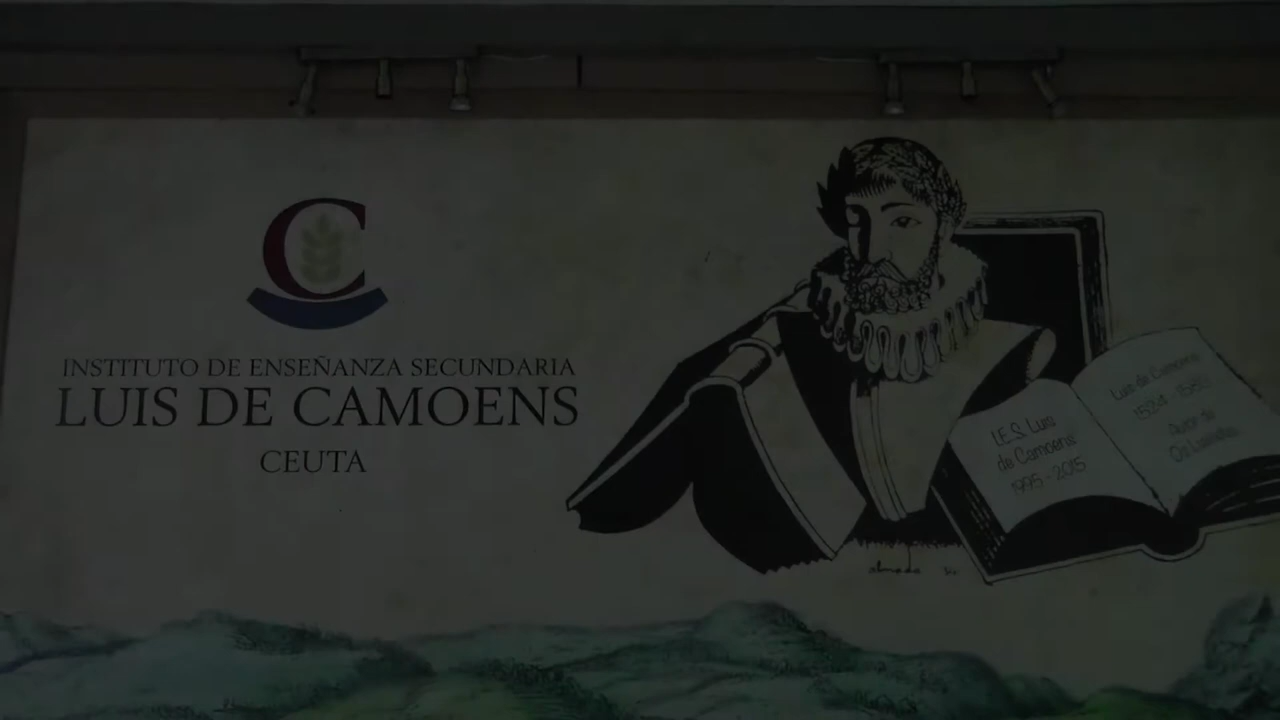 C
INSTITUTO DE ENSEÑANZA SECUNDARIA
LUIS DE CAMOENS
CEUTA
I.E.S. Luis
de Camoens
1995 - 2015
Luis de Camoens
1524 - 1580
Autor de
Os Lusiadas